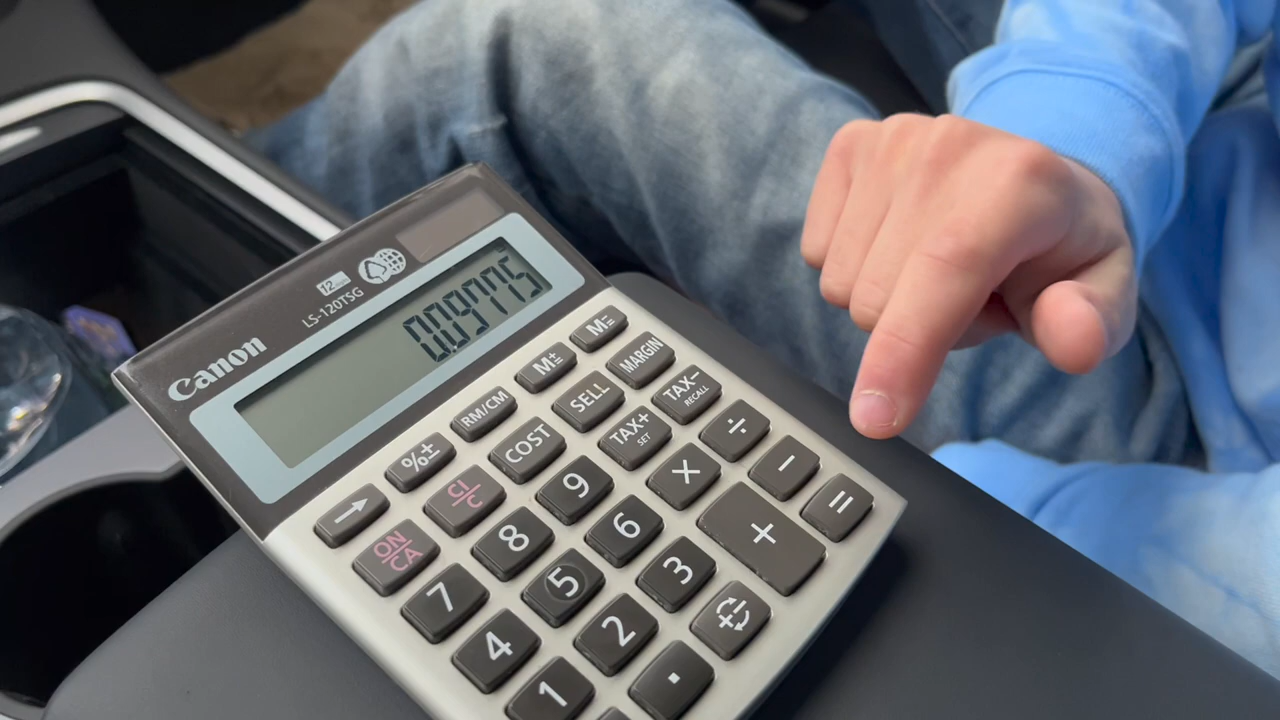 Canon
LS-120TSG
12
0.09775
M±
M=
RM/CM
SELL
MARGIN
%±
COST
TAX+
SET
TAX-
RECALL
→
CI/C
9
×
÷
−
=
ON/CA
8
6
+
7
5
3
4
2
1
.